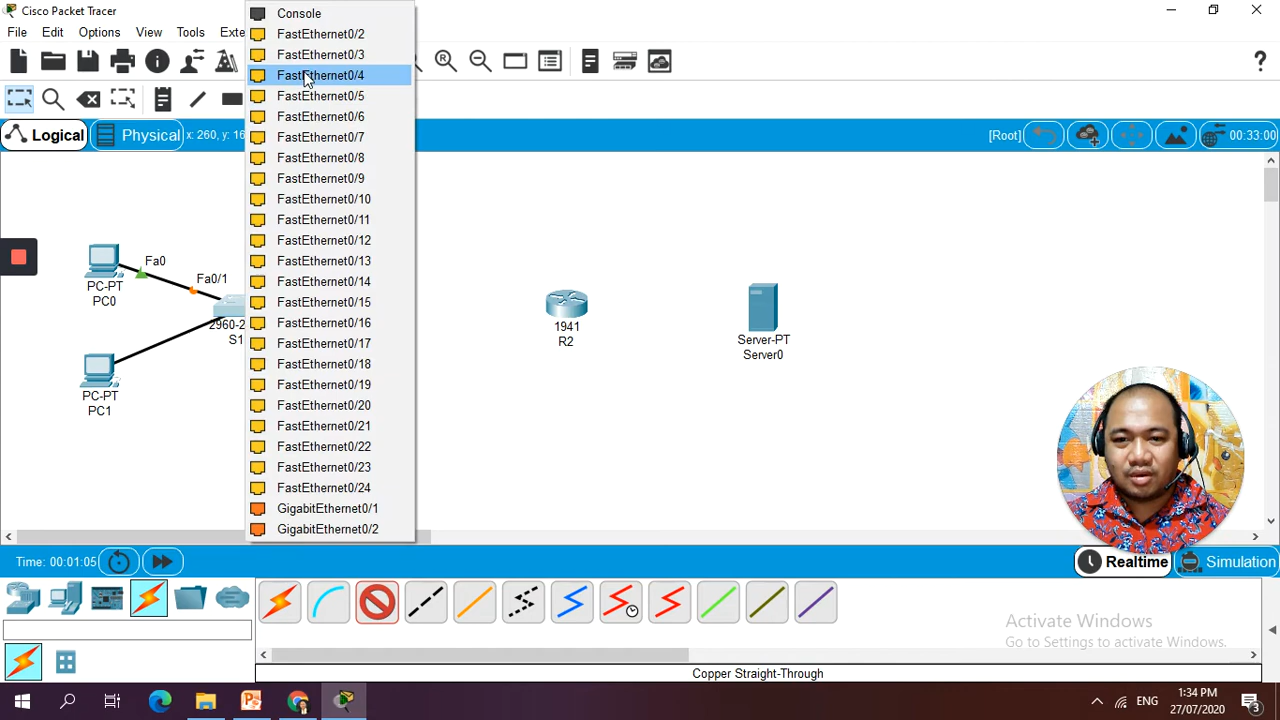 Cisco Packet Tracer
File Edit Options View Tools Exte
Console
FastEthernet0/2
FastEthernet0/3
FastEthernet0/4
FastEthernet0/5
FastEthernet0/6
FastEthernet0/7
FastEthernet0/8
FastEthernet0/9
FastEthernet0/10
FastEthernet0/11
FastEthernet0/12
FastEthernet0/13
FastEthernet0/14
FastEthernet0/15
FastEthernet0/16
FastEthernet0/17
FastEthernet0/18
FastEthernet0/19
FastEthernet0/20
FastEthernet0/21
FastEthernet0/22
FastEthernet0/23
FastEthernet0/24
GigabitEthernet0/1
GigabitEthernet0/2
Logical Physical x: 260, y: 16 [Root] 00:33:00
Fa0
Fa0/1
PC-PT
PC0
2960-2
S1
PC-PT
PC1
1941
R2
Server-PT
Server0
Time: 00:01:05 Realtime Simulation
Activate Windows
Go to Settings to activate Windows.
Copper Straight-Through
ENG
1:34 PM
27/07/2020
3